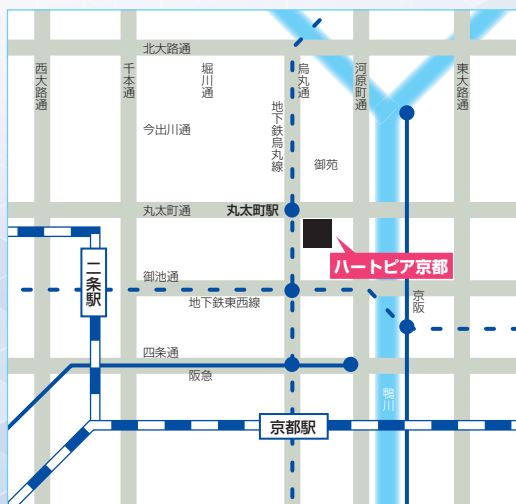 北大路通
西大路通
千本通
堀川通
烏丸通
河原町通
東大路通
地下鉄烏丸線
今出川通
御苑
丸太町通
丸太町駅
ハートピア京都
二条駅
御池通
地下鉄東西線
京阪
四条通
阪急
鴨川
京都駅